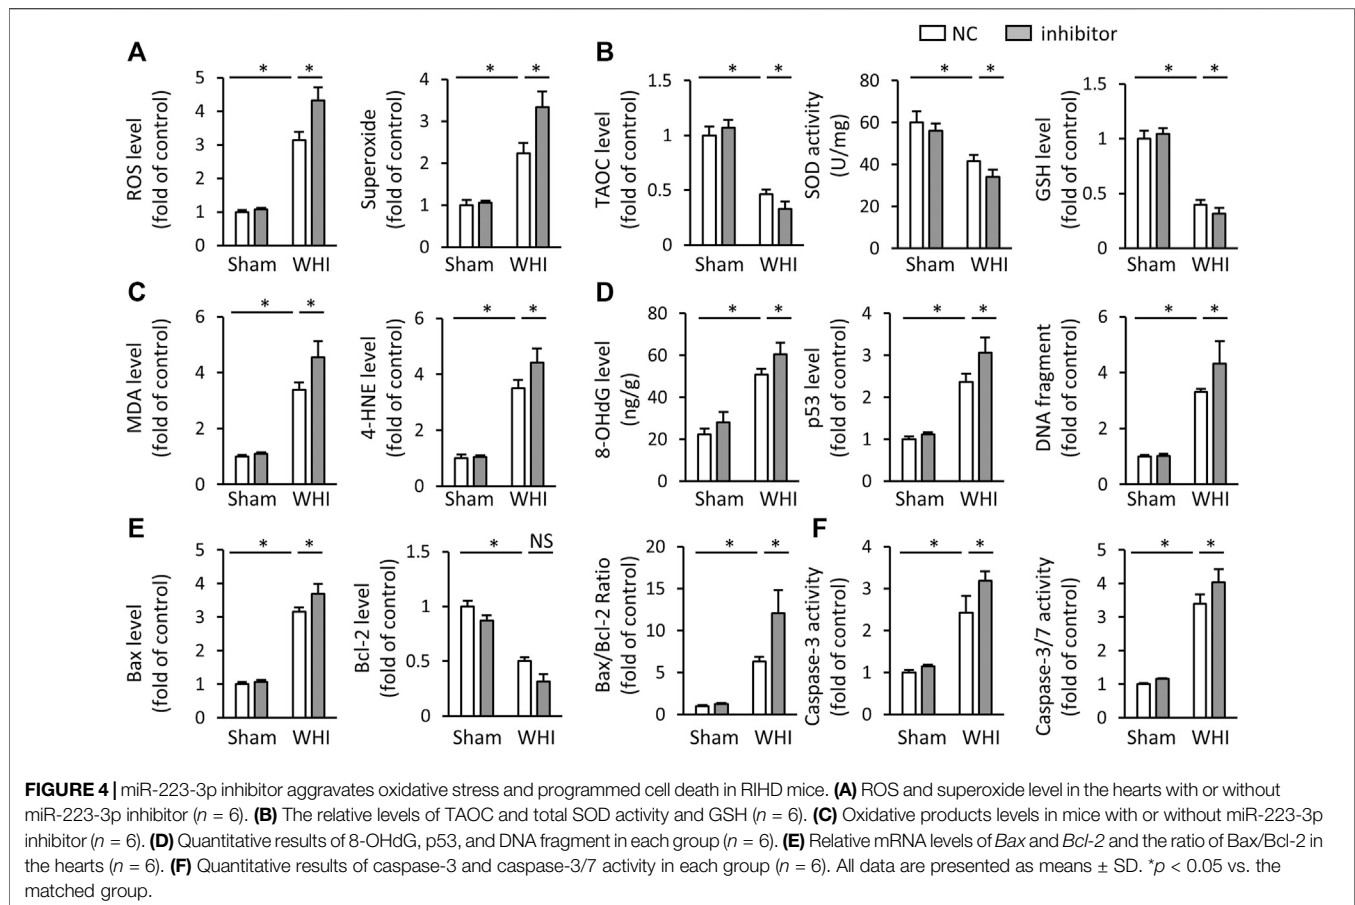 NC inhibitor
A
B
* *
ROS level
(fold of control)
5
4
3
2
1
0
Sham WHI
* *
Superoxide
(fold of control)
4
3
2
1
0
* *
TAOC level
(fold of control)
1.5
1
0.5
0
Sham WHI
* *
SOD activity
(U/mg)
80
60
40
20
0
* *
GSH level
(fold of control)
1.5
1
0.5
0
Sham WHI
Sham WHI
Sham WHI
C
D
* *
MDA level
(fold of control)
6
4
2
0
Sham WHI
* *
4-HNE level
(fold of control)
6
4
2
0
Sham WHI
* *
8-OHdG level
(ng/g)
80
60
40
20
0
Sham WHI
* *
p53 level
(fold of control)
4
3
2
1
0
Sham WHI
* *
DNA fragment
(fold of control)
6
4
2
0
Sham WHI
E
F
* *
Bax level
(fold of control)
5
4
3
2
1
0
Sham WHI
* NS
Bcl-2 level
(fold of control)
1.5
1
0.5
0
Sham WHI
* *
Bax/Bcl-2 Ratio
(fold of control)
20
15
10
5
0
Sham WHI
* *
Caspase-3 activity
(fold of control)
4
3
2
1
0
Sham WHI
* *
Caspase-3/7 activity
(fold of control)
5
4
3
2
1
0
Sham WHI
FIGURE 4 | miR-223-3p inhibitor aggravates oxidative stress and programmed cell death in RIHD mice. (A) ROS and superoxide level in the hearts with or without
miR-223-3p inhibitor (n = 6). (B) The relative levels of TAOC and total SOD activity and GSH (n = 6). (C) Oxidative products levels in mice with or without miR-223-3p
inhibitor (n = 6). (D) Quantitative results of 8-OHdG, p53, and DNA fragment in each group (n = 6). (E) Relative mRNA levels of Bax and Bcl-2 and the ratio of Bax/Bcl-2 in
the hearts (n = 6). (F) Quantitative results of caspase-3 and caspase-3/7 activity in each group (n = 6). All data are presented as means ± SD. *p < 0.05 vs. the
matched group.